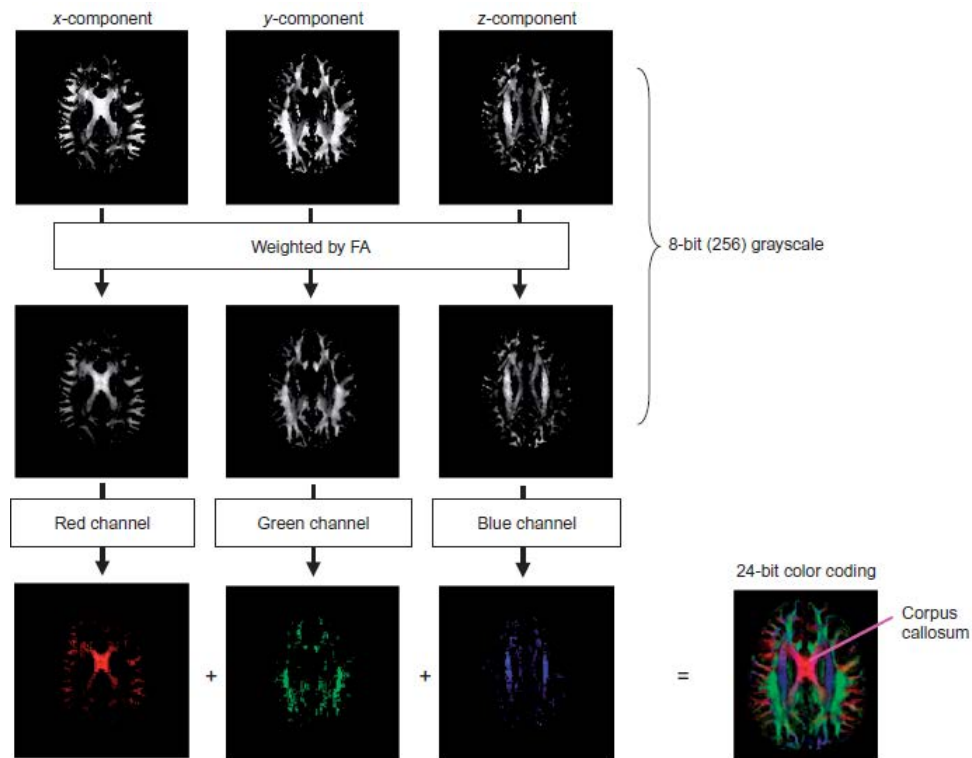 x-component
y-component
z-component
Weighted by FA
8-bit (256) grayscale
Red channel
Green channel
Blue channel
24-bit color coding
Corpus
callosum
+
+
=